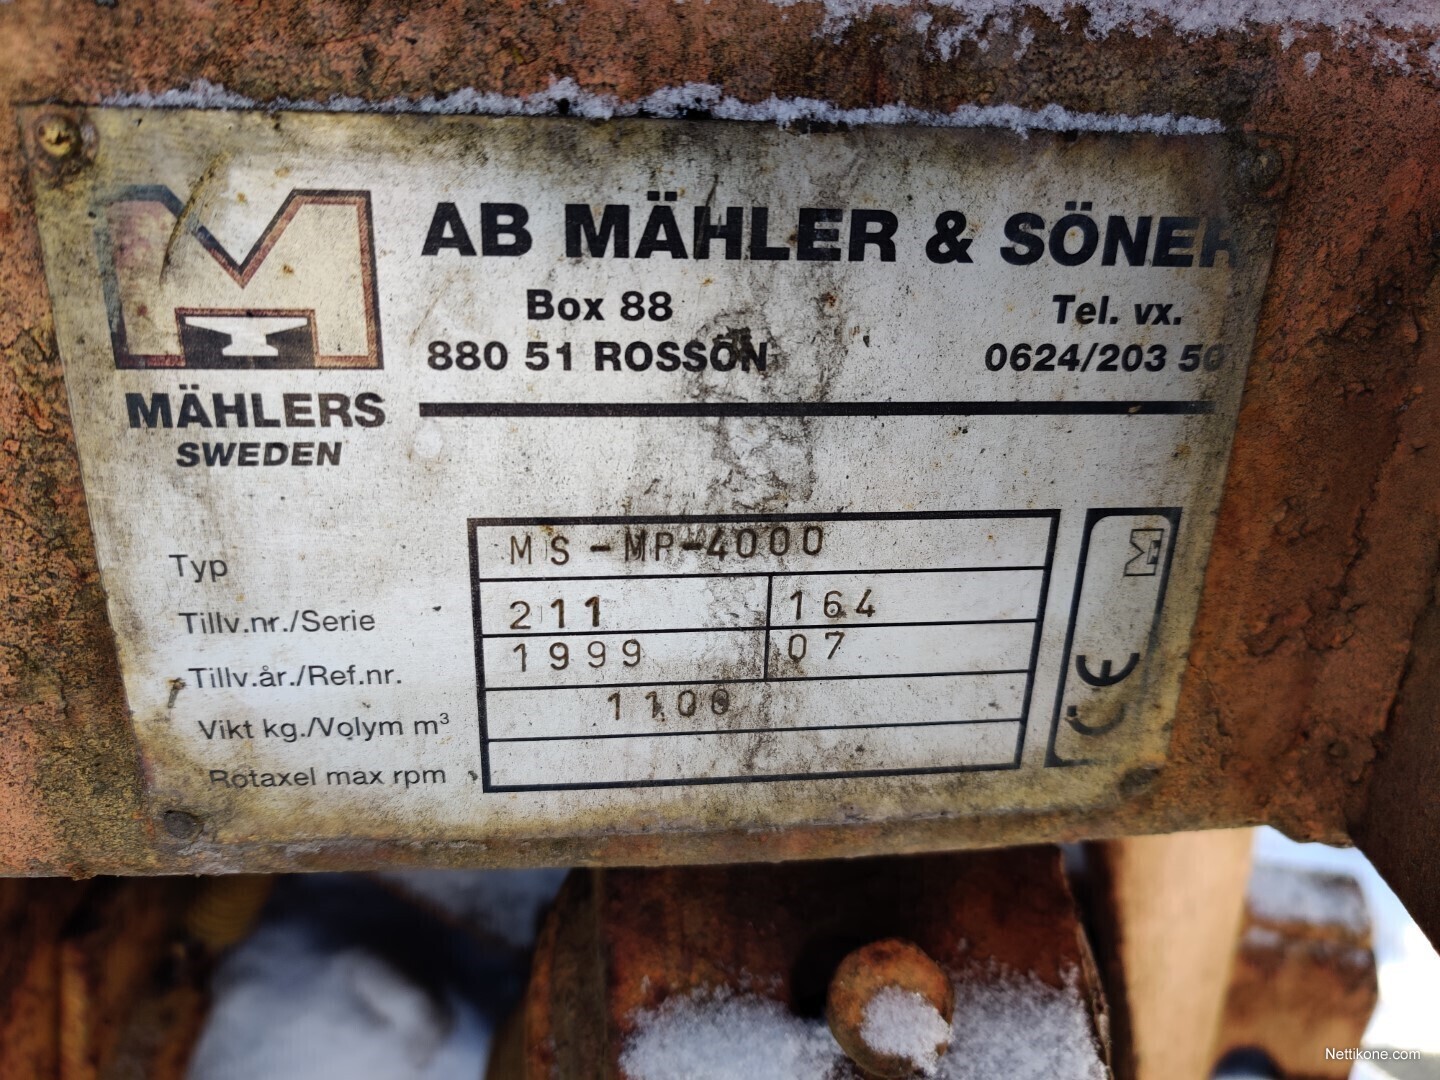 AB MÄHLER & SÖNER
Box 88
Tel. vx.
880 51 ROSSÖN
0624/203 50
MÄHLERS
SWEDEN
Typ MS-MP-4000
Tillv.nr./Serie 211 164
Tillv.år./Ref.nr. 1999 07
Vikt kg./Volym m³ 1100
Rotaxel max rpm
CE
M
Nettikone.com